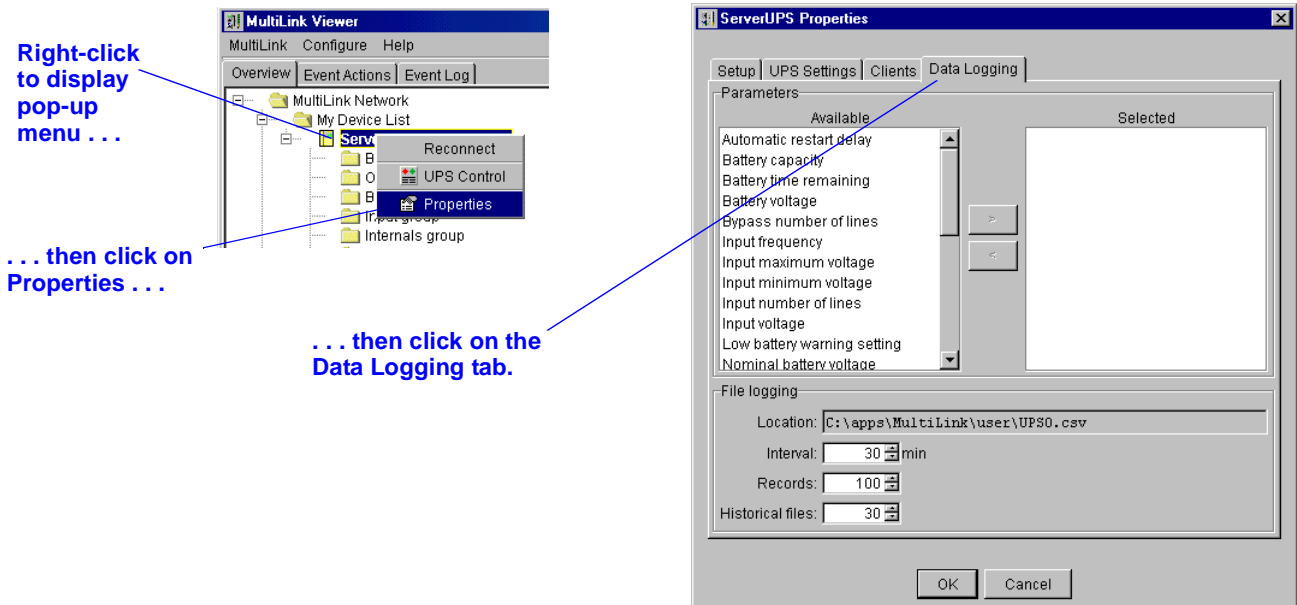 MultiLink Viewer
MultiLink Configure Help
Overview Event Actions Event Log
MultiLink Network
My Device List
Serv
B
O
B
Input group
Internals group
Reconnect
UPS Control
Properties
Right-click
to display
pop-up
menu . . .
. . . then click on
Properties . . .
. . . then click on the
Data Logging tab.
ServerUPS Properties
Setup UPS Settings Clients Data Logging
Parameters
Available Selected
Automatic restart delay
Battery capacity
Battery time remaining
Battery voltage
Bypass number of lines
Input frequency
Input maximum voltage
Input minimum voltage
Input number of lines
Input voltage
Low battery warning setting
Nominal battery voltage
>
<
File logging
Location: C:\apps\MultiLink\user\UPS0.csv
Interval: 30 min
Records: 100
Historical files: 30
OK Cancel